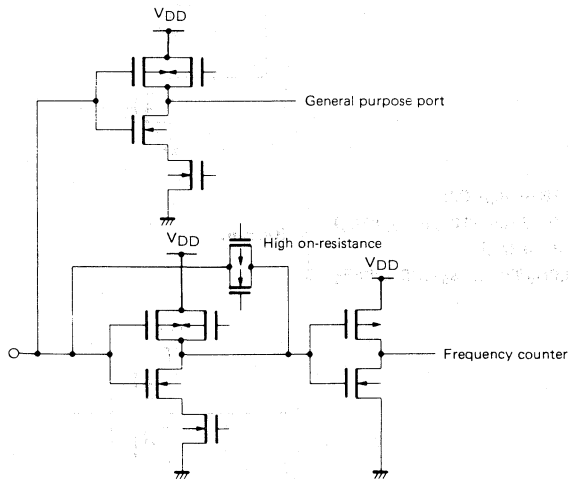 VDD
General purpose port
VDD
High on-resistance
VDD
Frequency counter